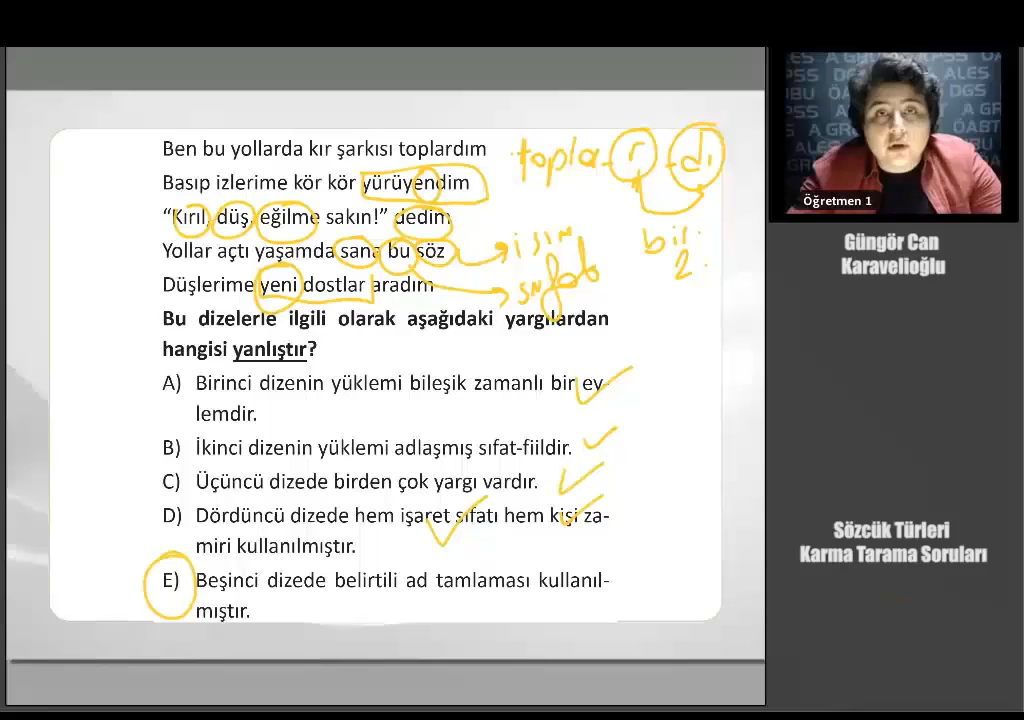 Ben bu yollarda kır şarkısı toplardım
Basıp izlerime kör kör yürüyendim
“Kırıl, düş, eğilme sakın!” dedim
Yollar açtı yaşamda sana bu söz
Düşlerime yeni dostlar aradım
topla-r-dı
isim
sıfat
bil.
2.
Bu dizelerle ilgili olarak aşağıdaki yargılardan
hangisi yanlıştır?
A) Birinci dizenin yüklemi bileşik zamanlı bir ey-
lemdir.
B) İkinci dizenin yüklemi adlaşmış sıfat-fiildir.
C) Üçüncü dizede birden çok yargı vardır.
D) Dördüncü dizede hem işaret sıfatı hem kişi za-
miri kullanılmıştır.
E) Beşinci dizede belirtili ad tamlaması kullanıl-
mıştır.
Öğretmen 1
Güngör Can
Karavelioğlu
Sözcük Türleri
Karma Tarama Soruları